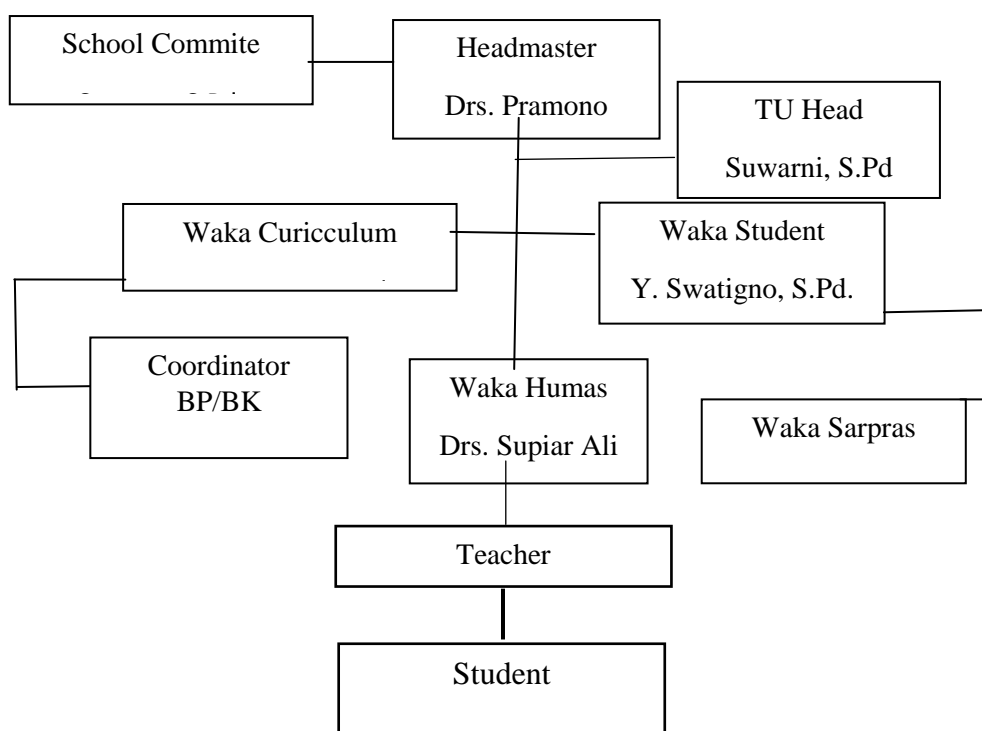 School Commite
Headmaster
Drs. Pramono
TU Head
Suwarni, S.Pd
Waka Curicculum
Waka Student
Y. Swatigno, S.Pd.
Coordinator
BP/BK
Waka Humas
Drs. Supiar Ali
Waka Sarpras
Teacher
Student